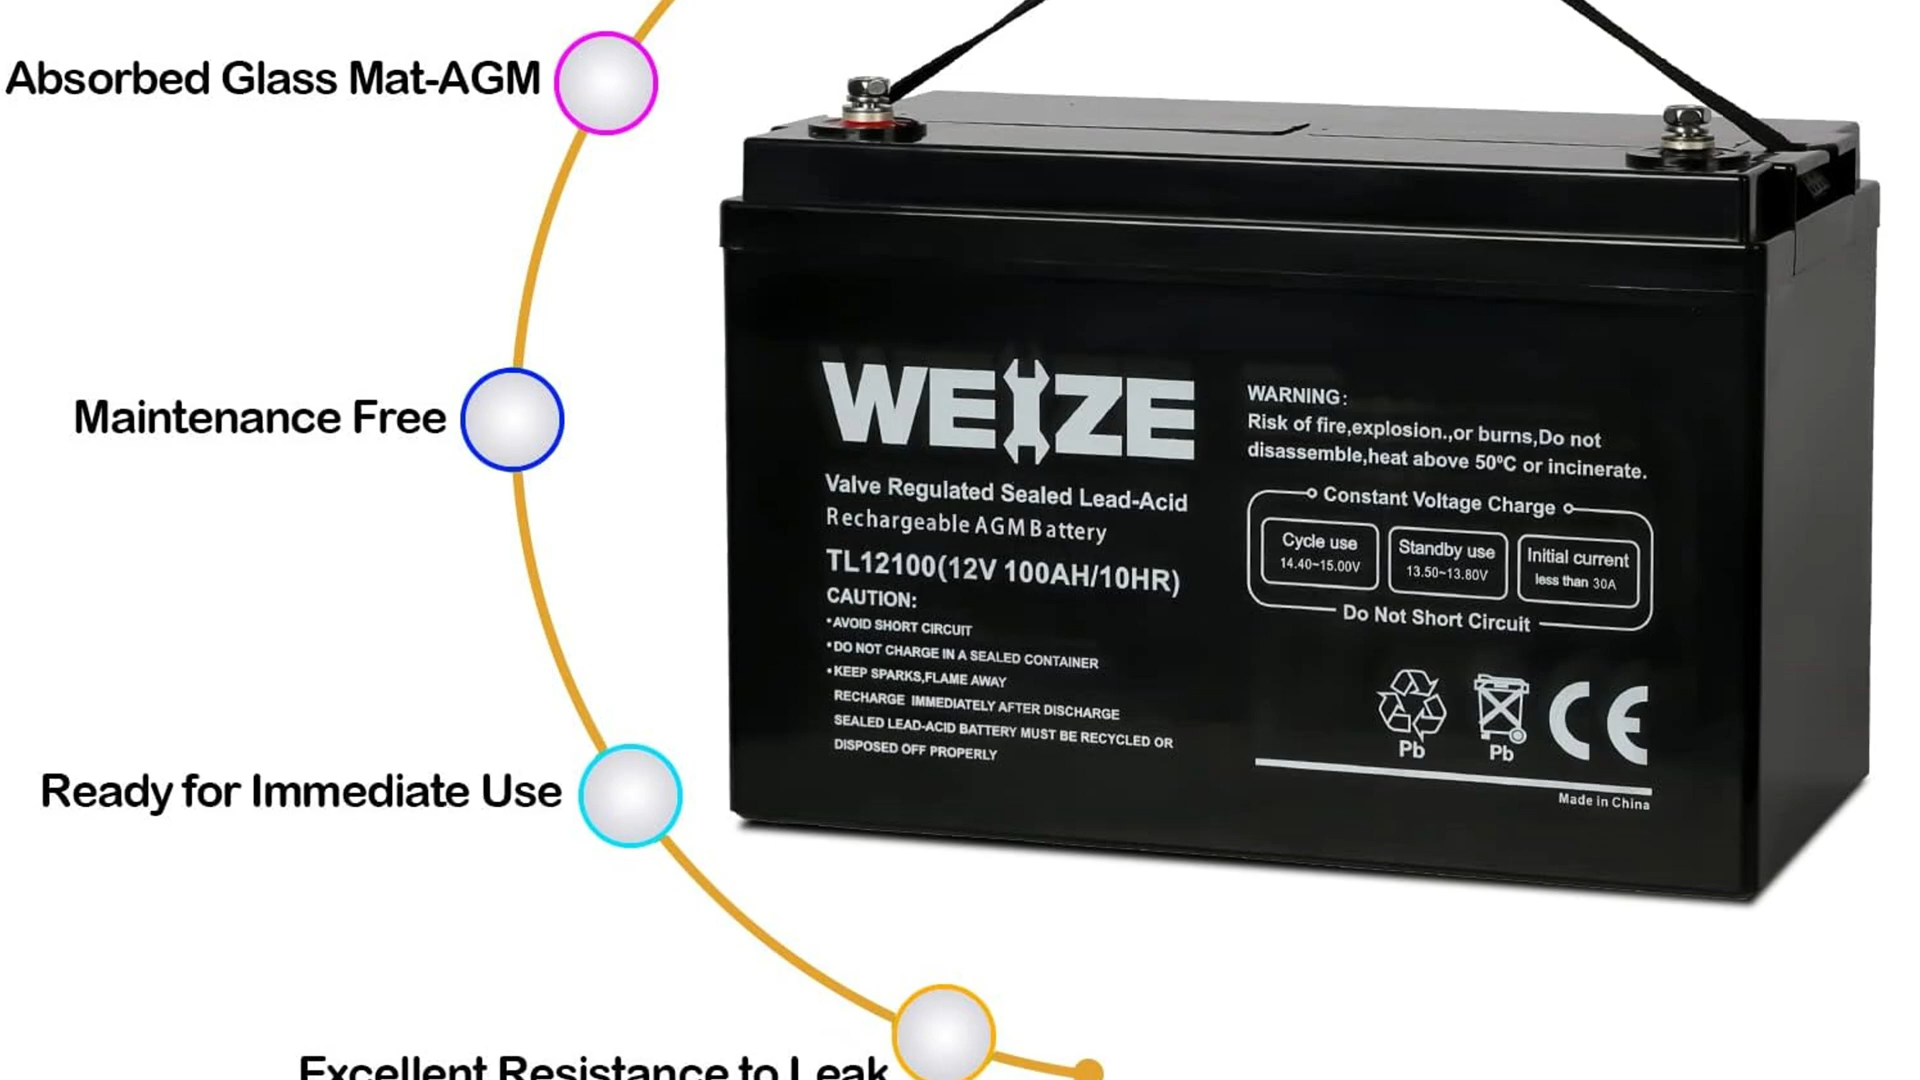 Absorbed Glass Mat-AGM
Maintenance Free
Ready for Immediate Use
Excellent Resistance to Leak
WEIZE
Valve Regulated Sealed Lead-Acid
Rechargeable AGM Battery
TL12100(12V 100AH/10HR)
CAUTION:
•AVOID SHORT CIRCUIT
•DO NOT CHARGE IN A SEALED CONTAINER
•KEEP SPARKS,FLAME AWAY
RECHARGE IMMEDIATELY AFTER DISCHARGE
SEALED LEAD-ACID BATTERY MUST BE RECYCLED OR
DISPOSED OFF PROPERLY
WARNING:
Risk of fire,explosion.,or burns,Do not
disassemble,heat above 50ºC or incinerate.
Constant Voltage Charge
Cycle use
14.40~15.00V
Standby use
13.50~13.80V
Initial current
less than 30A
Do Not Short Circuit
Pb
Pb
CE
Made in China